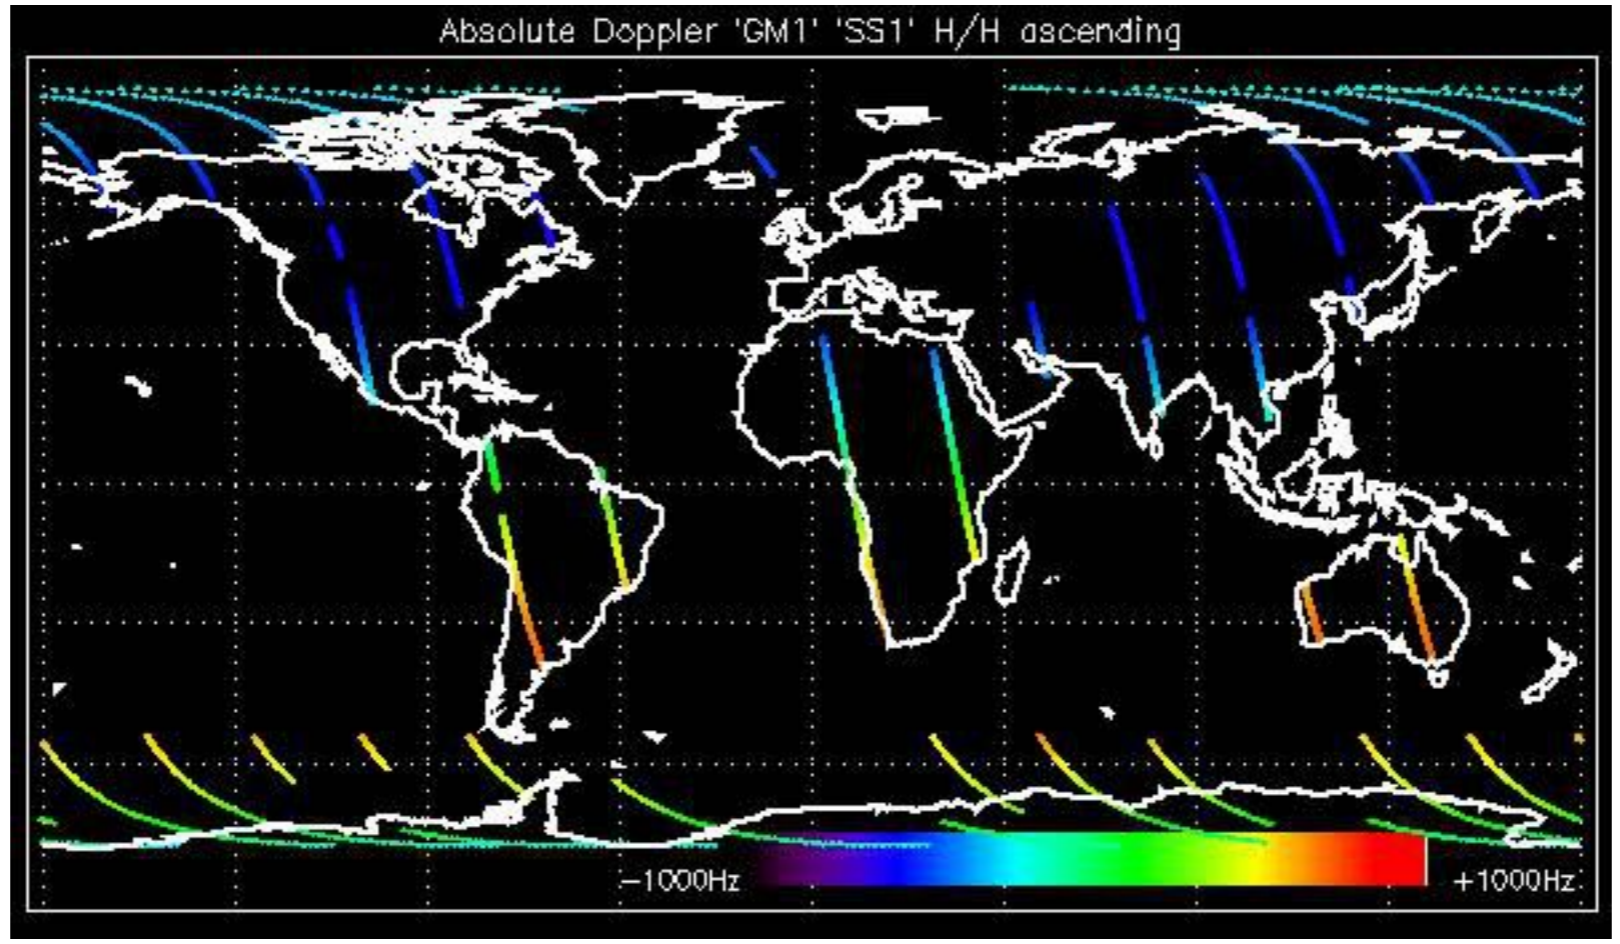 Absolute Doppler 'GM1' 'SS1' H/H ascending
−1000Hz
+1000Hz